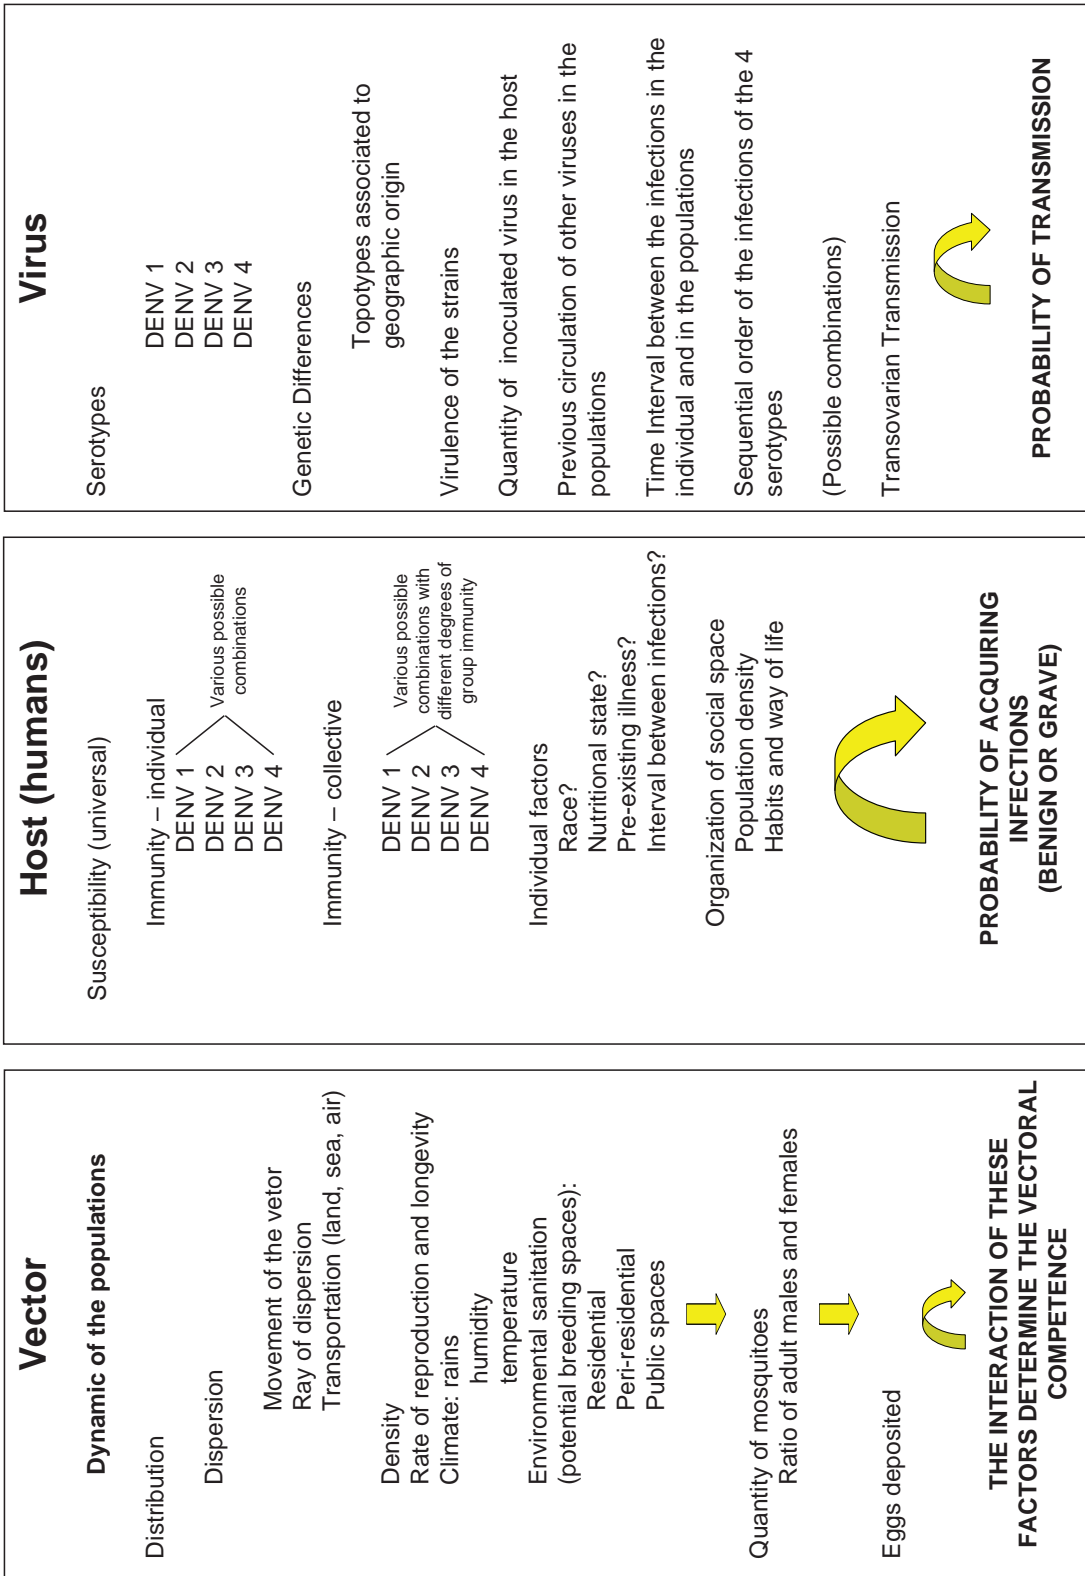 Vector
Dynamic of the populations
Distribution
Dispersion
Movement of the vetor
Ray of dispersion
Transportation (land, sea, air)
Density
Rate of reproduction and longevity
Climate: rains
humidity
temperature
Environmental sanitation
(potential breeding spaces):
Residential
Peri-residential
Public spaces
Quantity of mosquitoes
Ratio of adult males and females
Eggs deposited
THE INTERACTION OF THESE
FACTORS DETERMINE THE VECTORAL
COMPETENCE
Host (humans)
Susceptibility (universal)
Immunity – individual
DENV 1
DENV 2
DENV 3
DENV 4
Various possible
combinations
Immunity – collective
DENV 1
DENV 2
DENV 3
DENV 4
Various possible
combinations with
different degrees of
group immunity
Individual factors
Race?
Nutritional state?
Pre-existing illness?
Interval between infections?
Organization of social space
Population density
Habits and way of life
PROBABILITY OF ACQUIRING
INFECTIONS
(BENIGN OR GRAVE)
Virus
Serotypes
DENV 1
DENV 2
DENV 3
DENV 4
Genetic Differences
Topotypes associated to
geographic origin
Virulence of the strains
Quantity of inoculated virus in the host
Previous circulation of other viruses in the
populations
Time Interval between the infections in the
individual and in the populations
Sequential order of the infections of the 4
serotypes
(Possible combinations)
Transovarian Transmission
PROBABILITY OF TRANSMISSION